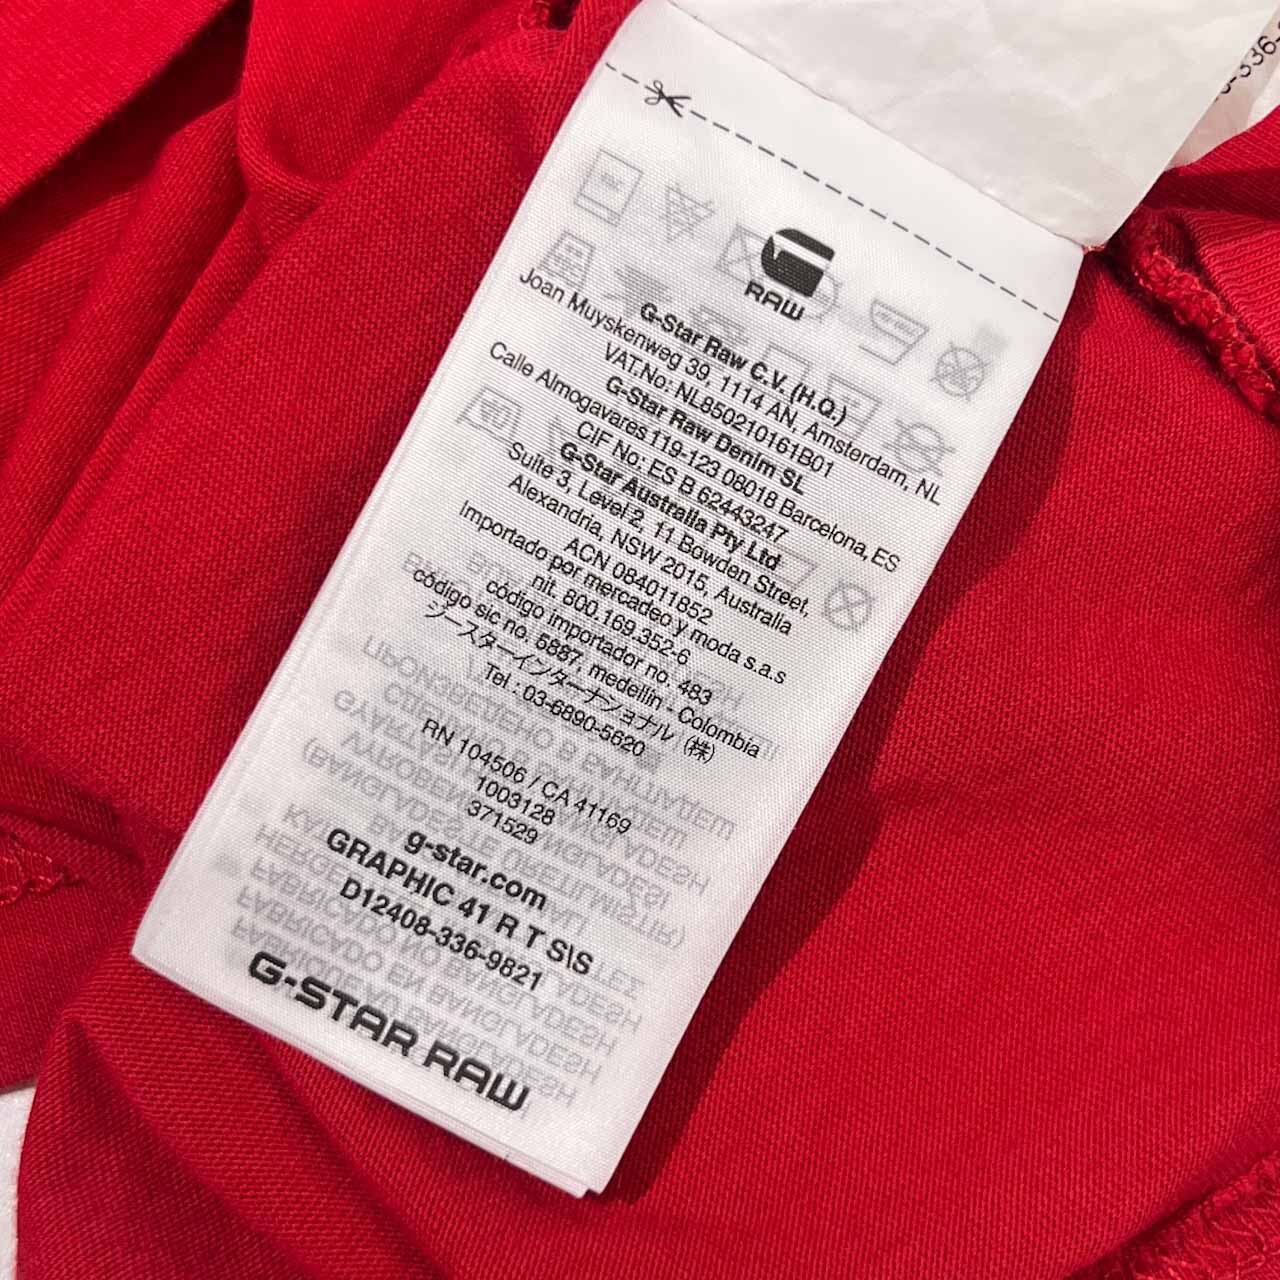 RAW
G-Star Raw C.V. (H.Q.)
Joan Muyskenweg 39, 1114 AN, Amsterdam, NL
VAT.No: NL850210161B01
G-Star Raw Denim SL
Calle Almogavares 119-123 08018 Barcelona, ES
CIF No: ES B 62443247
G-Star Australia Pty Ltd
Suite 3, Level 2, 11 Bowden Street,
Alexandria, NSW 2015, Australia
ACN 084011852
Importado por mercadeo y moda s.a.s
nit. 800.169.352-6
código importador no. 483
código sic no. 5887. medellin - Colombia
ジースターインターナショナル (株)
Tel : 03-6890-5620
RN 104506 / CA 41169
1003128
371529
g-star.com
GRAPHIC 41 R T S\S
D12408-336-9821
G-STAR RAW